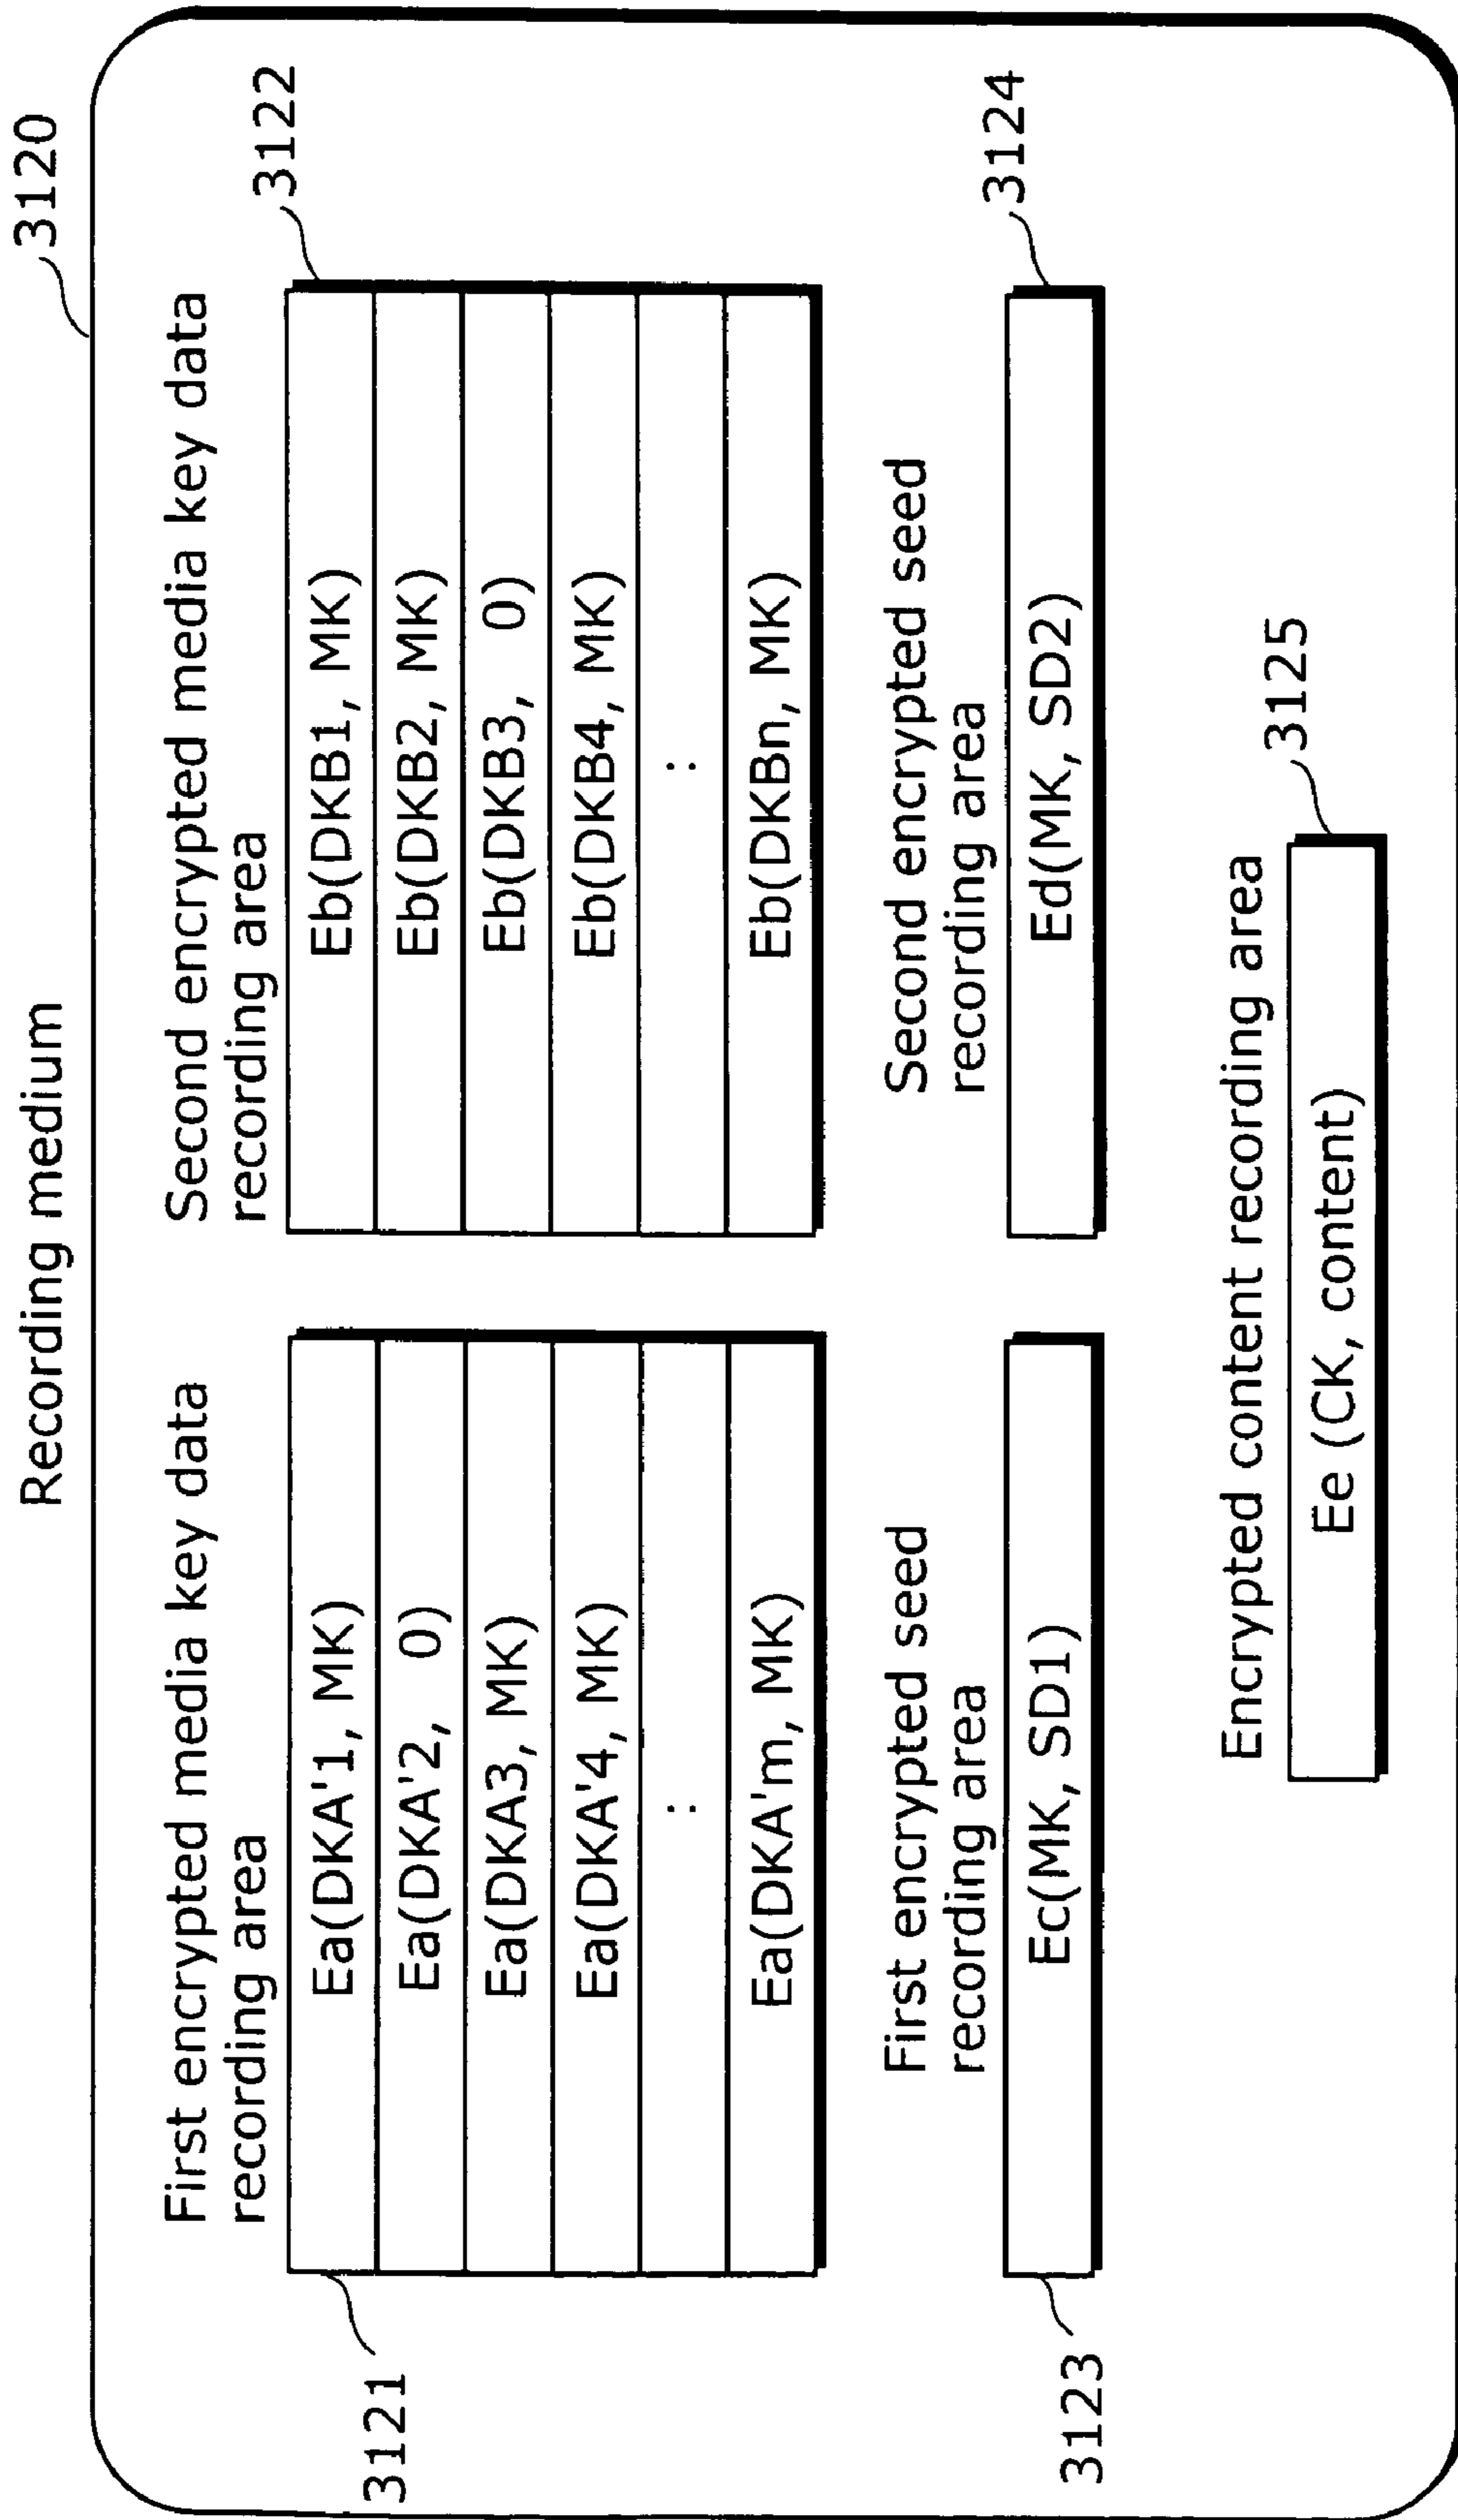 Recording medium
3120
First encrypted media key data
recording area
3121
Ea(DKA'1, MK)
Ea(DKA'2, 0)
Ea(DKA3, MK)
Ea(DKA'4, MK)
:
Ea(DKA'm, MK)
Second encrypted media key data
recording area
3122
Eb(DKB1, MK)
Eb(DKB2, MK)
Eb(DKB3, 0)
Eb(DKB4, MK)
:
Eb(DKBn, MK)
First encrypted seed
recording area
3123
Ec(MK, SD1)
Second encrypted seed
recording area
3124
Ed(MK, SD2)
Encrypted content recording area
3125
Ee (CK, content)